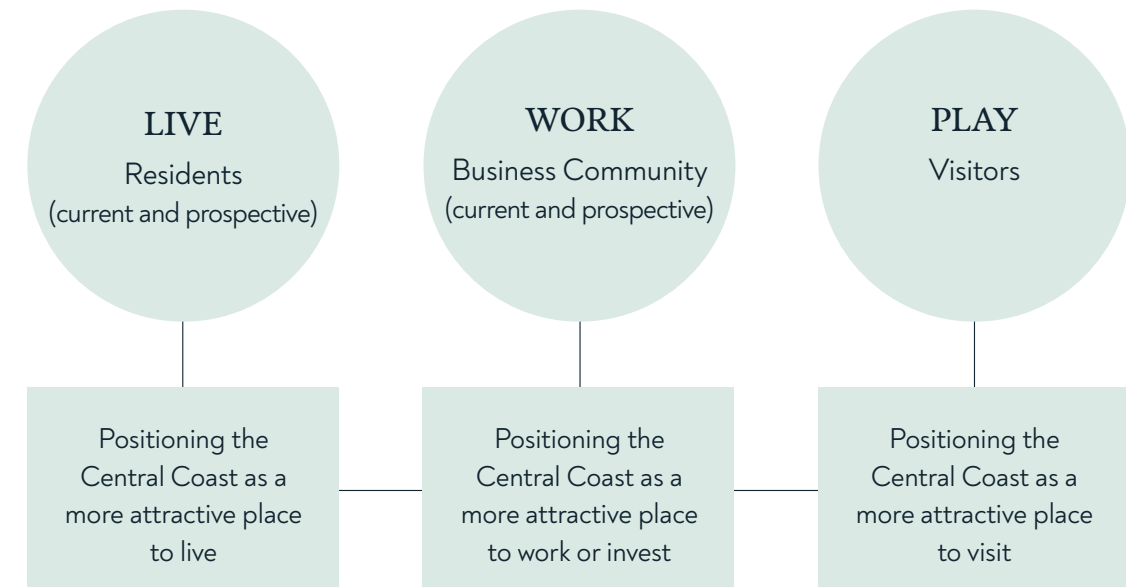 LIVE
Residents
(current and prospective)
WORK
Business Community
(current and prospective)
PLAY
Visitors
Positioning the
Central Coast as a
more attractive place
to live
Positioning the
Central Coast as a
more attractive place
to work or invest
Positioning the
Central Coast as a
more attractive place
to visit